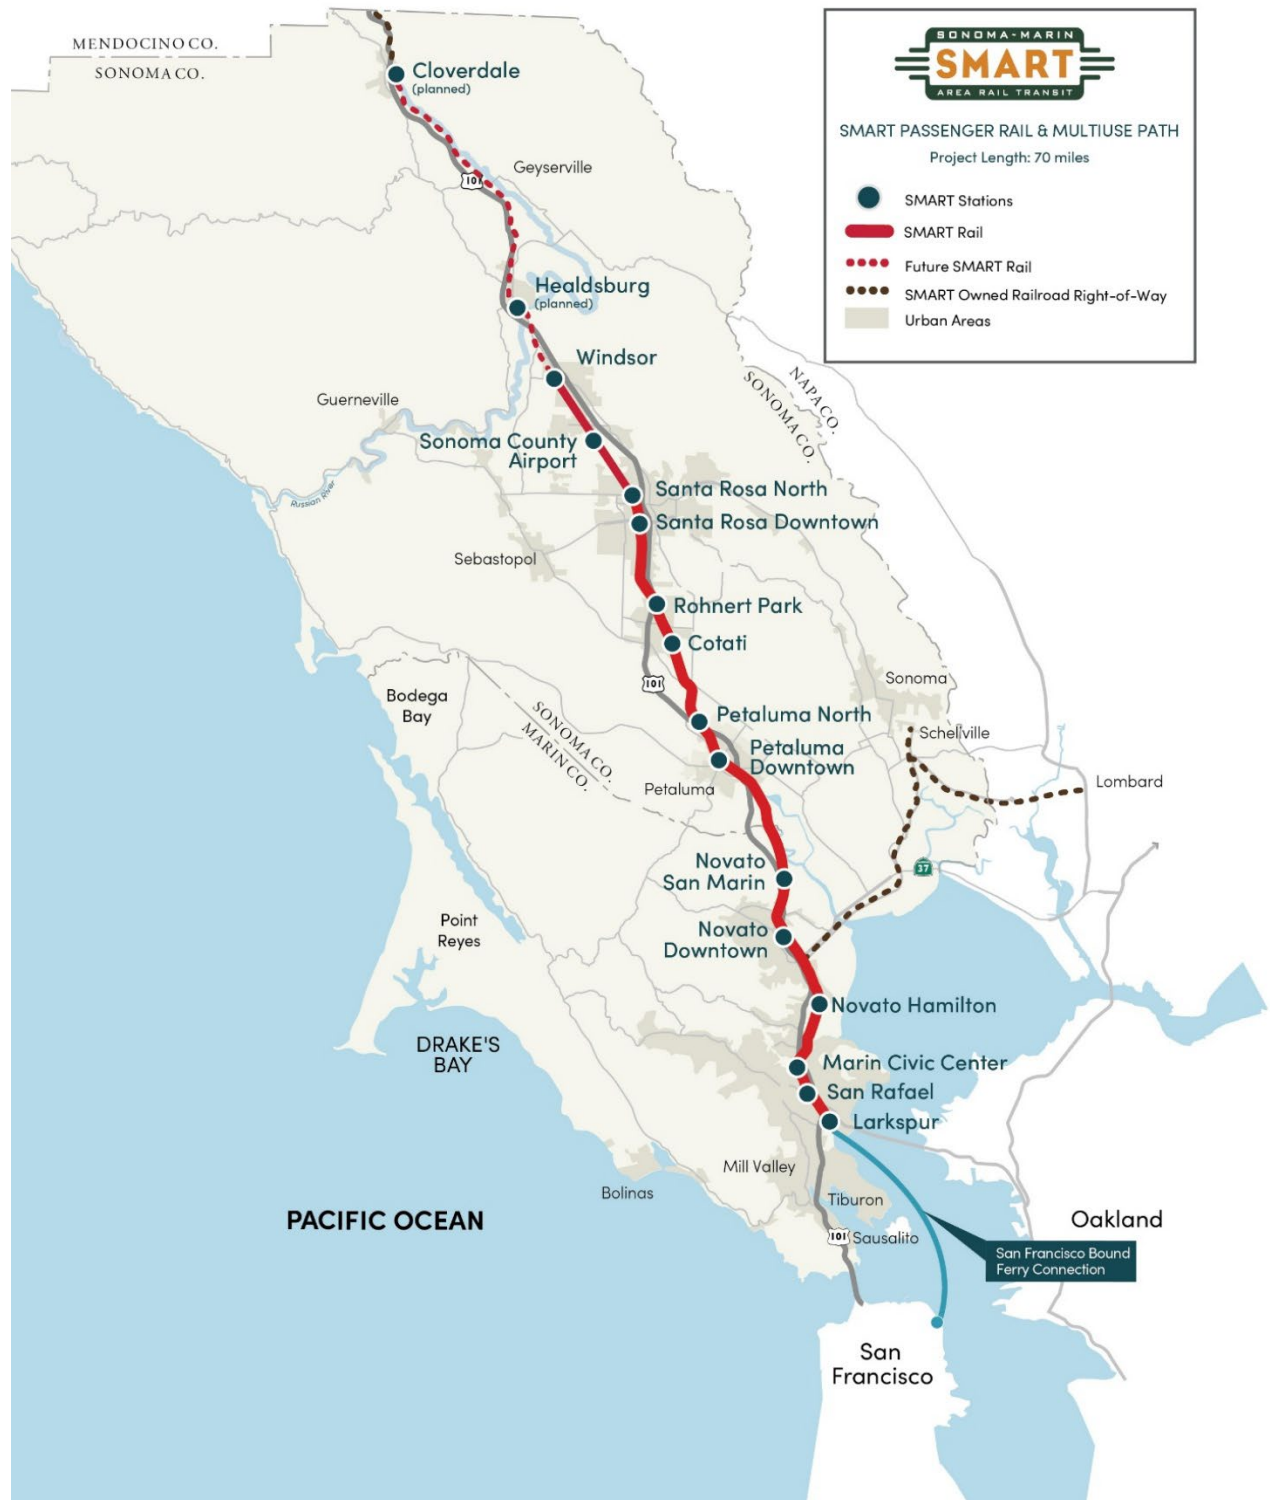 MENDOCINO CO.
SONOMA CO.
Cloverdale
(planned)
Geyserville
101
Healdsburg
(planned)
Windsor
Guerneville
Sonoma County
Airport
Russian River
Santa Rosa North
Santa Rosa Downtown
Sebastopol
Rohnert Park
Cotati
101
Sonoma
Bodega
Bay
SONOMA CO.
MARIN CO.
Petaluma North
Schellville
Petaluma
Downtown
Petaluma
Lombard
Novato
San Marin
37
Point
Reyes
Novato
Downtown
Novato Hamilton
DRAKE'S
BAY
Marin Civic Center
San Rafael
Larkspur
Mill Valley
Bolinas
Tiburon
PACIFIC OCEAN
101
Sausalito
Oakland
San Francisco Bound
Ferry Connection
San
Francisco
NAPA CO.
SONOMA CO.
SONOMA-MARIN
SMART
AREA RAIL TRANSIT
SMART PASSENGER RAIL & MULTIUSE PATH
Project Length: 70 miles
SMART Stations
SMART Rail
Future SMART Rail
SMART Owned Railroad Right-of-Way
Urban Areas